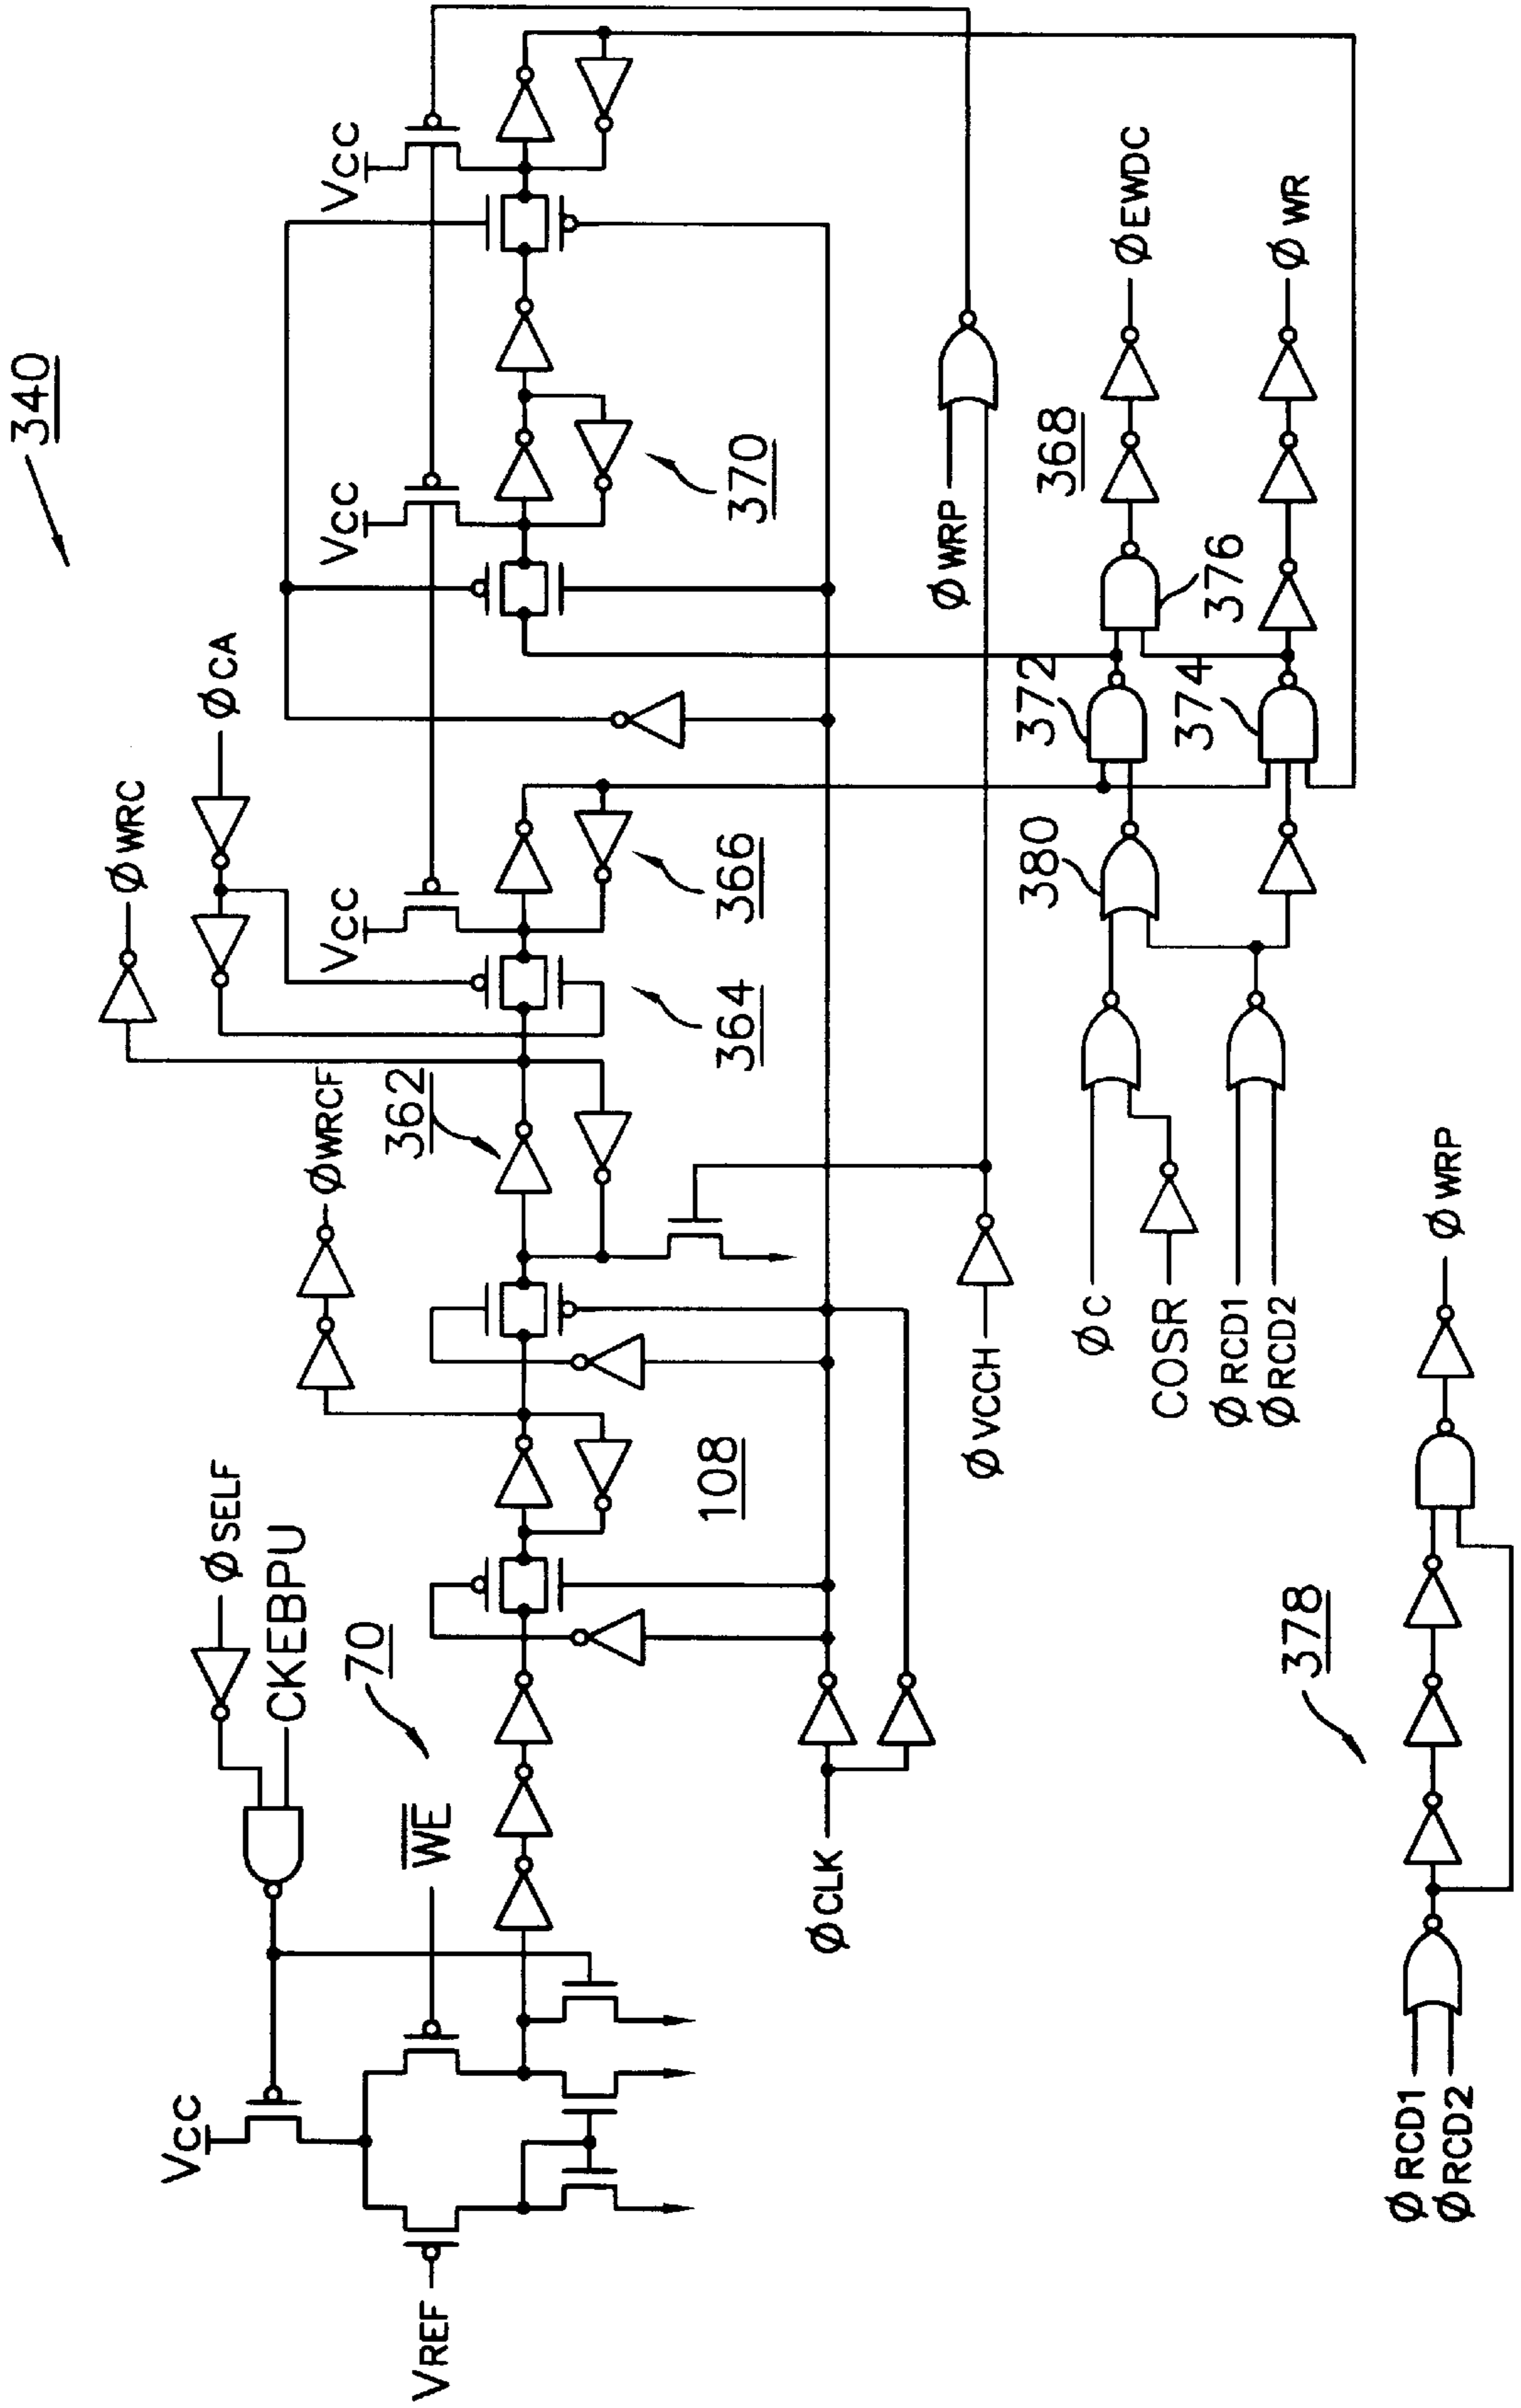 340
VCC
VCC
ØCA
ØWRC
VCC
370
ØEWDC
368
ØWR
ØWRP
376
372
374
366
364
380
362
ØWRCF
ØVCCH
ØC
COSR
ØRCD1
ØRCD2
ØWRP
108
ØSELF
CKEBPU
70
WE
378
ØCLK
VCC
VREF
ØRCD1
ØRCD2